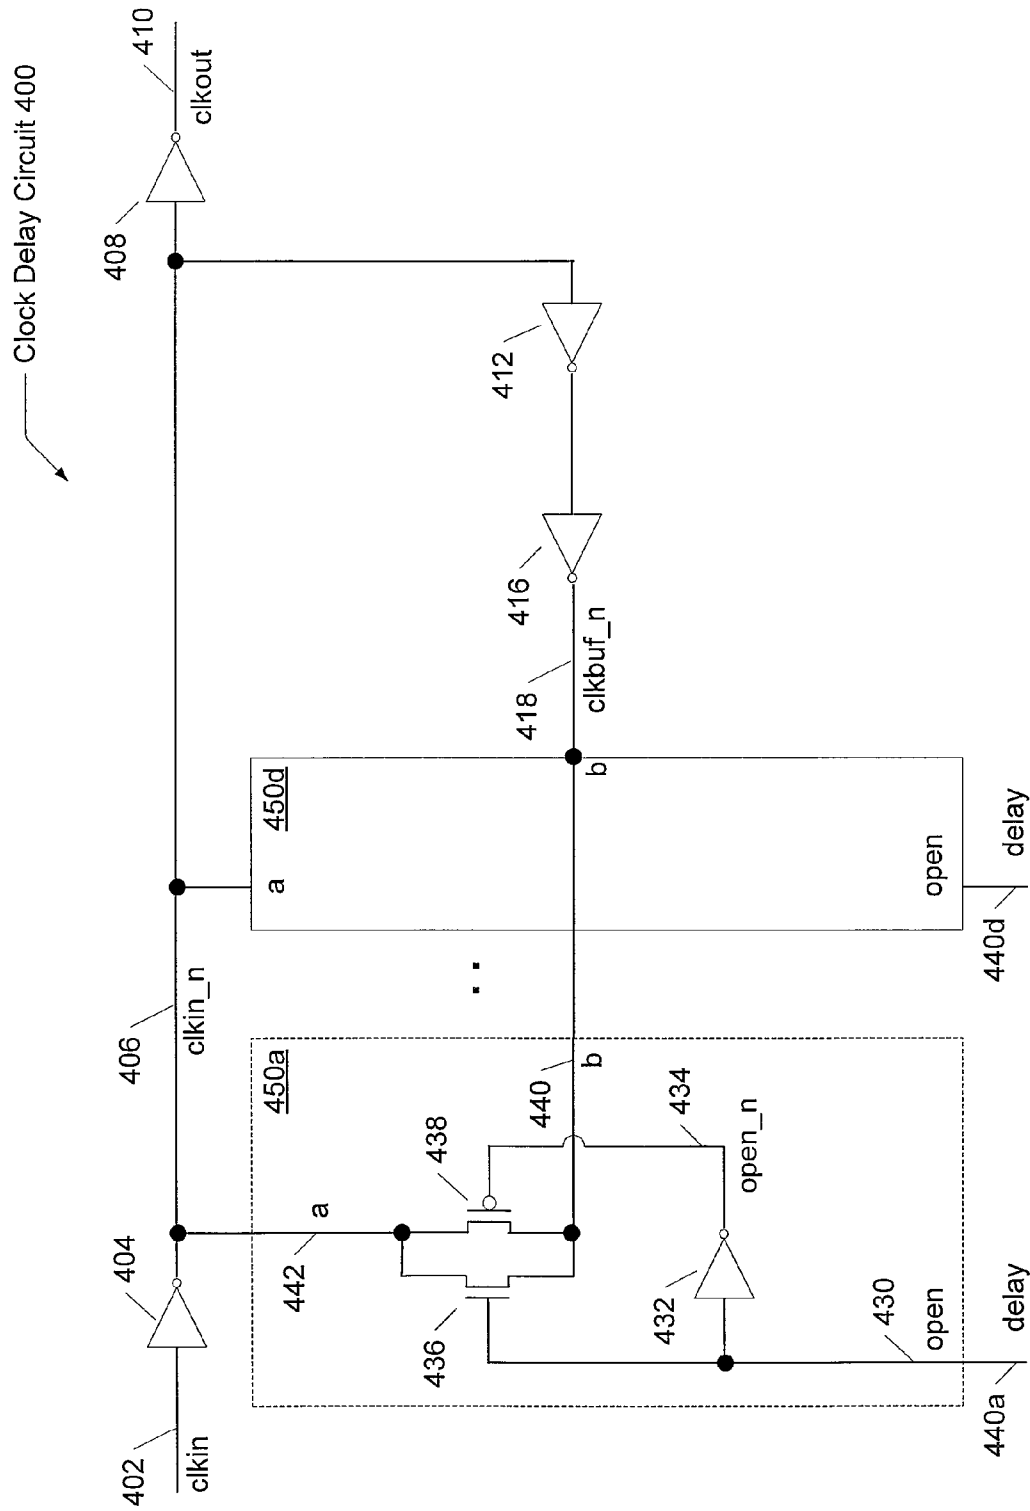 Clock Delay Circuit 400
402
clkin
404
406
clkin_n
408
410
clkout
412
416
418
clkbuf_n
450a
442
a
436
438
440
b
434
open_n
432
430
open
440a
delay
450d
a
b
open
440d
delay